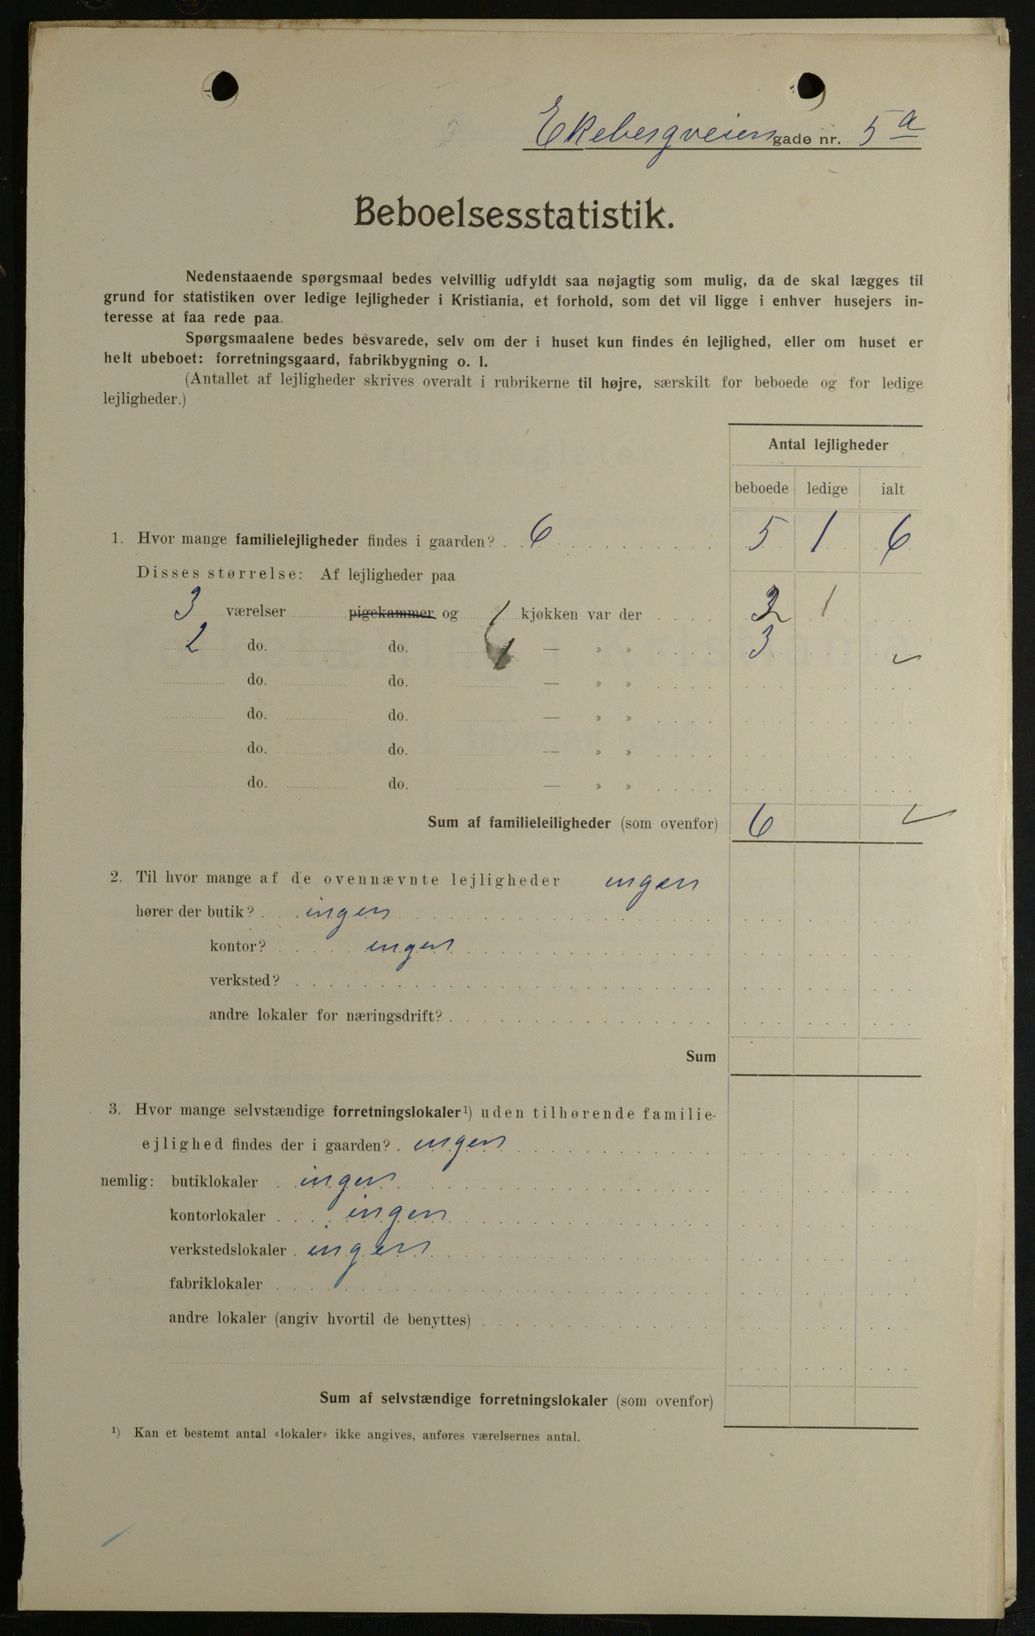 Ekebergveien gade nr. 5 a
Beboelsesstatistik.
Nedenstaaende spørgsmaal bedes velvillig udfyldt saa nøjagtig som mulig, da de skal lægges til
grund for statistiken over ledige lejligheder i Kristiania, et forhold, som det vil ligge i enhver husejers in-
teresse at faa rede paa.
Spørgsmaalene bedes besvarede, selv om der i huset kun findes én lejlighed, eller om huset er
helt ubeboet: forretningsgaard, fabrikbygning o. l.
(Antallet af lejligheder skrives overalt i rubrikerne til højre, særskilt for beboede og for ledige
lejligheder.)
Antal lejligheder
beboede ledige ialt
1. Hvor mange familielejligheder findes i gaarden? 6 5 1 6
Disses størrelse: Af lejligheder paa
3 værelser pigekammer og 1 kjøkken var der 2 1
2 do. do. 1 — » » 3
do. do. — » »
do. do. — » »
do. do. — » »
do. do. — » »
Sum af familieleiligheder (som ovenfor) 6
2. Til hvor mange af de ovennævnte lejligheder ingen
hører der butik? ingen
kontor? ingen
verksted?
andre lokaler for næringsdrift?
Sum
3. Hvor mange selvstændige forretningslokaler¹) uden tilhørende familie-
ejlighed findes der i gaarden? ingen
nemlig: butiklokaler ingen
kontorlokaler ingen
verkstedslokaler ingen
fabriklokaler
andre lokaler (angiv hvortil de benyttes)
Sum af selvstændige forretningslokaler (som ovenfor)
¹) Kan et bestemt antal «lokaler» ikke angives, anføres værelsernes antal.